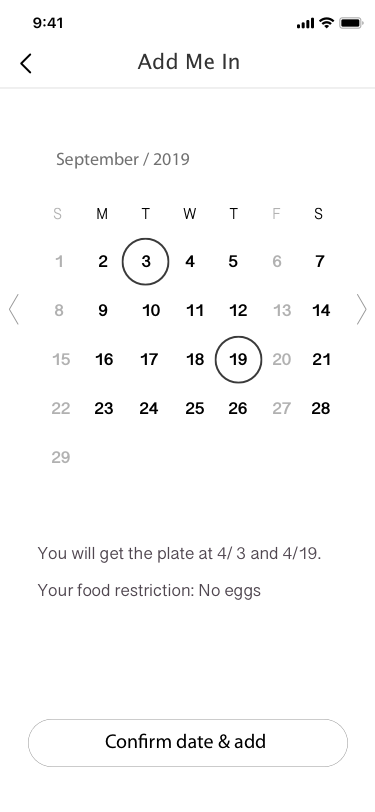 9:41
Add Me In
September / 2019
S M T W T F S
1 2 3 4 5 6 7
8 9 10 11 12 13 14
15 16 17 18 19 20 21
22 23 24 25 26 27 28
29
You will get the plate at 4/ 3 and 4/19.
Your food restriction: No eggs
Confirm date & add